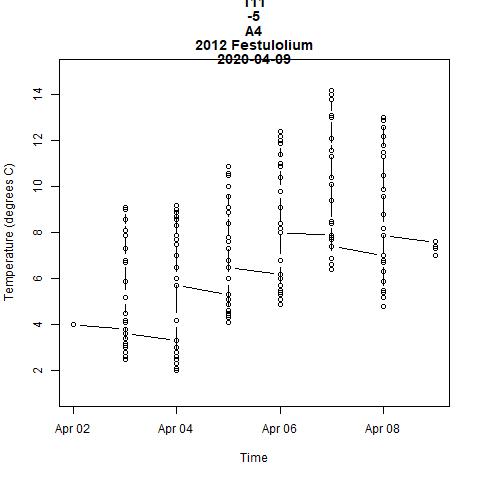 T11
-5
A4
2012 Festulolium
2020-04-09
Temperature (degrees C)
14
12
10
8
6
4
2
Apr 02
Apr 04
Apr 06
Apr 08
Time